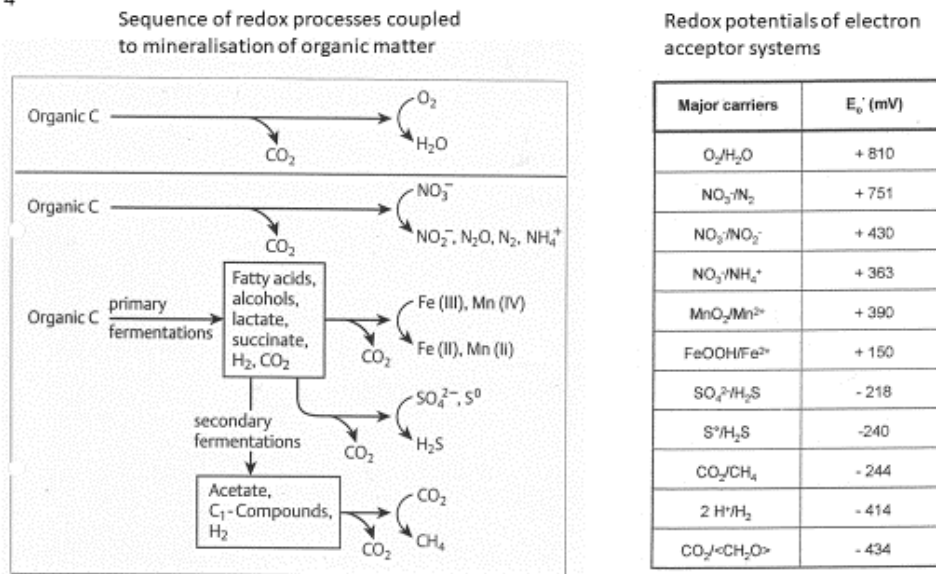 4
Sequence of redox processes coupled
to mineralisation of organic matter
Organic C
O₂
H₂O
CO₂
Organic C
NO₃⁻
NO₂⁻, N₂O, N₂, NH₄⁺
CO₂
Organic C
primary
fermentations
Fatty acids,
alcohols,
lactate,
succinate,
H₂, CO₂
Fe (III), Mn (IV)
Fe (II), Mn (Ii)
CO₂
SO₄²⁻, S⁰
H₂S
CO₂
secondary
fermentations
Acetate,
C₁-Compounds,
H₂
CO₂
CH₄
CO₂
Redox potentials of electron
acceptor systems
Major carriers E₀' (mV)
O₂/H₂O + 810
NO₃⁻/N₂ + 751
NO₃⁻/NO₂⁻ + 430
NO₃⁻/NH₄⁺ + 363
MnO₂/Mn²⁺ + 390
FeOOH/Fe²⁺ + 150
SO₄²⁻/H₂S - 218
S°/H₂S -240
CO₂/CH₄ - 244
2 H⁺/H₂ - 414
CO₂/<CH₂O> - 434